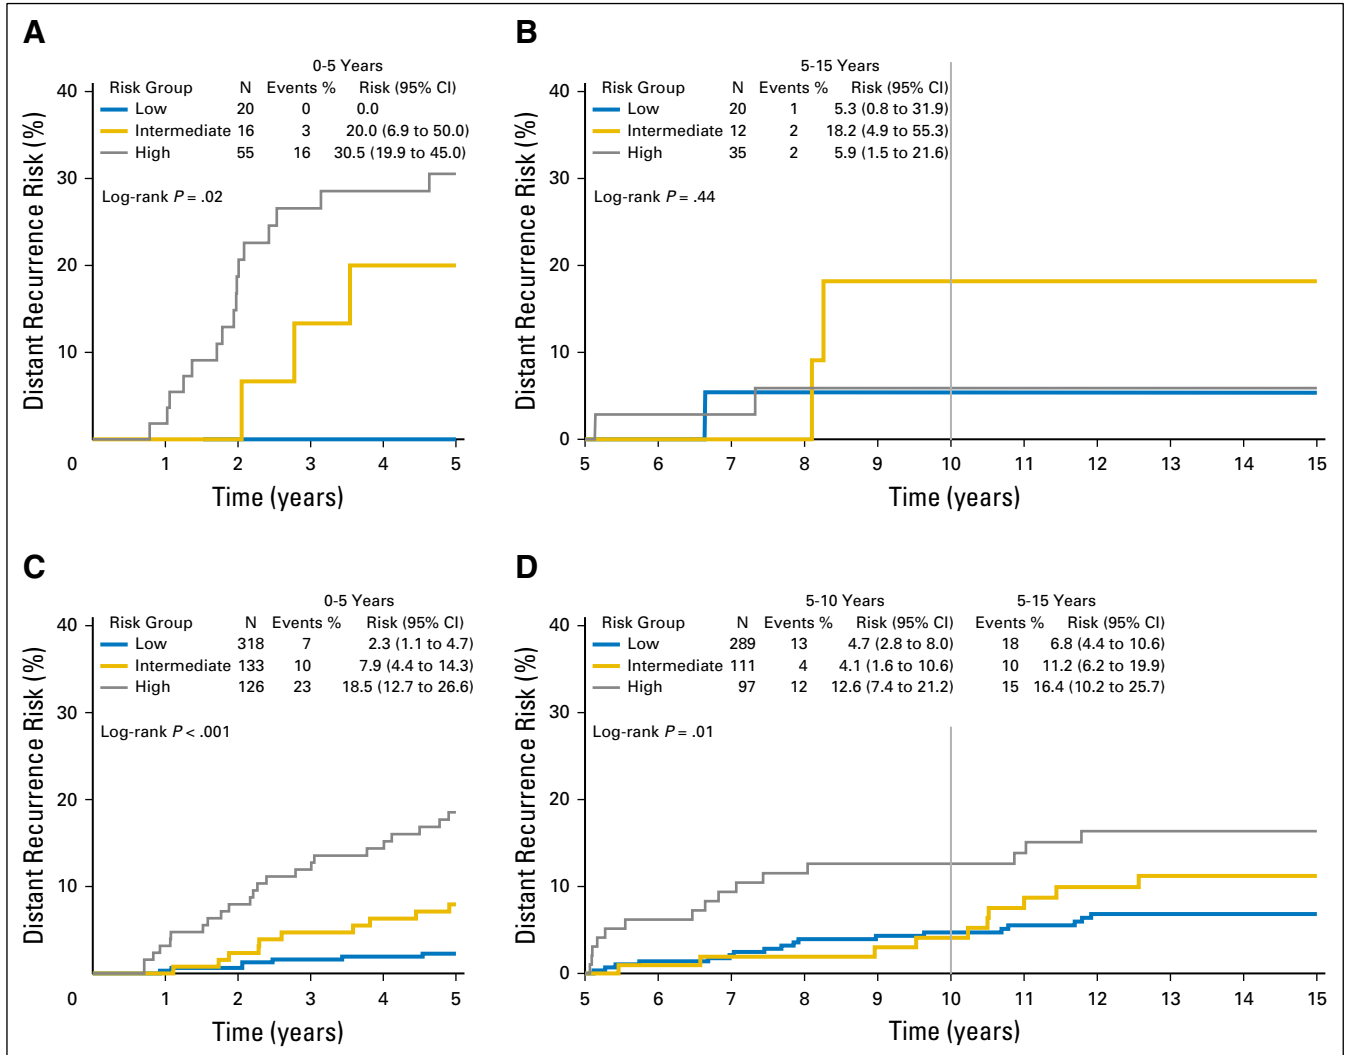 A
0-5 Years
Risk Group N Events % Risk (95% CI)
Low 20 0 0.0
Intermediate 16 3 20.0 (6.9 to 50.0)
High 55 16 30.5 (19.9 to 45.0)
Log-rank P = .02
Distant Recurrence Risk (%)
40
30
20
10
0 1 2 3 4 5
Time (years)
B
5-15 Years
Risk Group N Events % Risk (95% CI)
Low 20 1 5.3 (0.8 to 31.9)
Intermediate 12 2 18.2 (4.9 to 55.3)
High 35 2 5.9 (1.5 to 21.6)
Log-rank P = .44
Distant Recurrence Risk (%)
40
30
20
10
0
5 6 7 8 9 10 11 12 13 14 15
Time (years)
C
0-5 Years
Risk Group N Events % Risk (95% CI)
Low 318 7 2.3 (1.1 to 4.7)
Intermediate 133 10 7.9 (4.4 to 14.3)
High 126 23 18.5 (12.7 to 26.6)
Log-rank P < .001
Distant Recurrence Risk (%)
40
30
20
10
0 1 2 3 4 5
Time (years)
D
5-10 Years 5-15 Years
Risk Group N Events % Risk (95% CI) Events % Risk (95% CI)
Low 289 13 4.7 (2.8 to 8.0) 18 6.8 (4.4 to 10.6)
Intermediate 111 4 4.1 (1.6 to 10.6) 10 11.2 (6.2 to 19.9)
High 97 12 12.6 (7.4 to 21.2) 15 16.4 (10.2 to 25.7)
Log-rank P = .01
Distant Recurrence Risk (%)
40
30
20
10
0
5 6 7 8 9 10 11 12 13 14 15
Time (years)